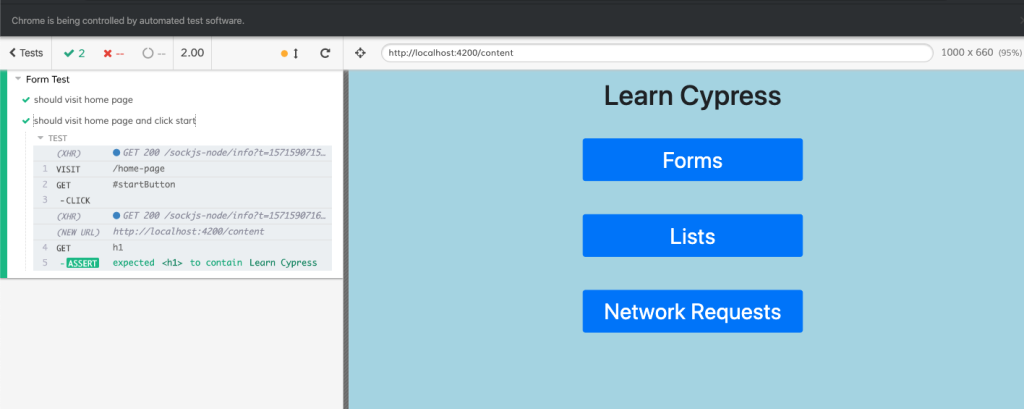 Chrome is being controlled by automated test software.
Tests 2 -- -- 2.00 http://localhost:4200/content 1000 x 660 (95%)
Form Test
should visit home page
should visit home page and click start
TEST
(XHR) GET 200 /sockjs-node/info?t=1571590715...
1 VISIT /home-page
2 GET #startButton
3 -CLICK
(XHR) GET 200 /sockjs-node/info?t=1571590716...
(NEW URL) http://localhost:4200/content
4 GET h1
5 -ASSERT expected <h1> to contain Learn Cypress
Learn Cypress
Forms
Lists
Network Requests